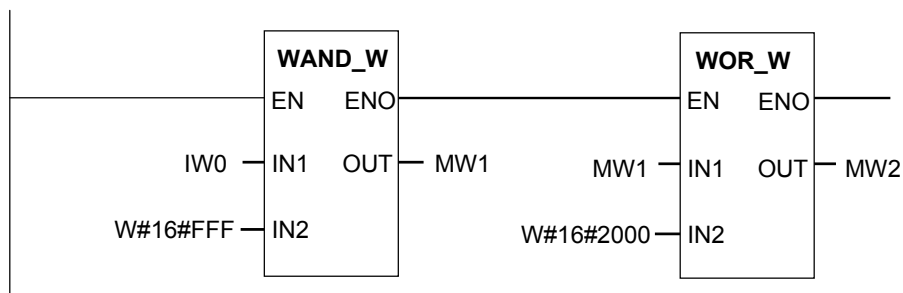 WAND_W
EN ENO
IW0 IN1 OUT MW1
W#16#FFF IN2
WOR_W
EN ENO
MW1 IN1 OUT MW2
W#16#2000 IN2